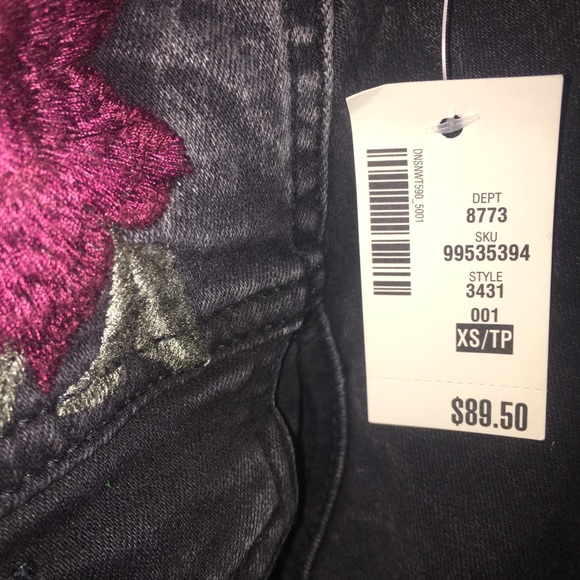 DNSNWT590_5001
DEPT
8773
SKU
99535394
STYLE
3431
001
XS/TP
$89.50